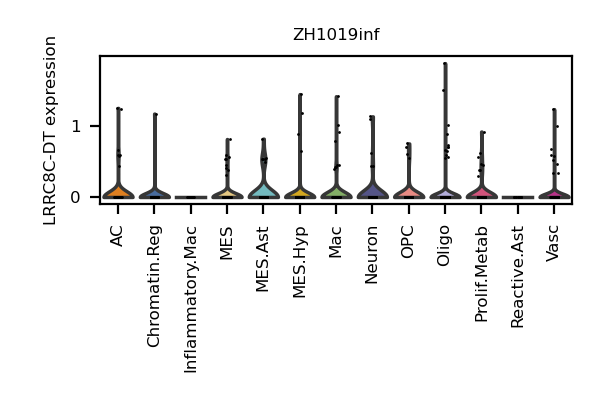 ZH1019inf
LRRC8C-DT expression
1
0
AC
Chromatin.Reg
Inflammatory.Mac
MES
MES.Ast
MES.Hyp
Mac
Neuron
OPC
Oligo
Prolif.Metab
Reactive.Ast
Vasc